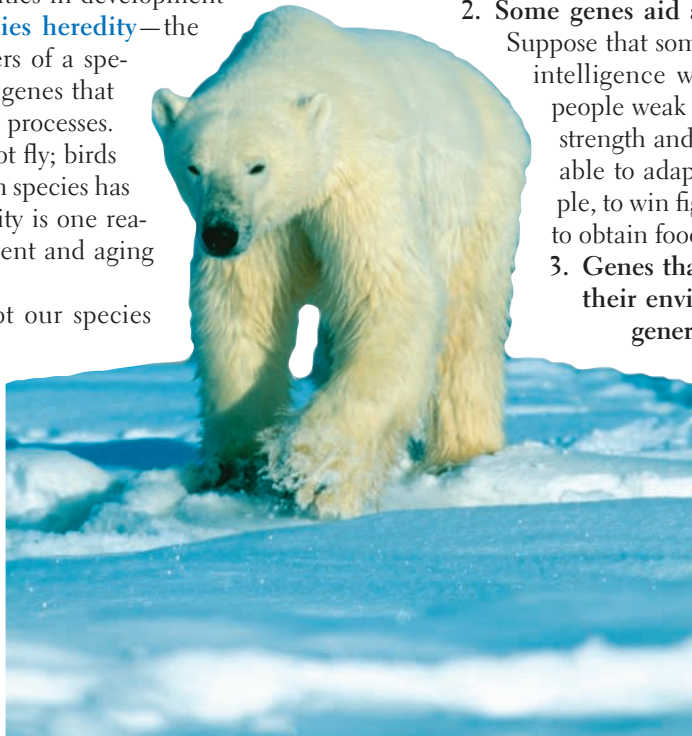 ities in development
ies heredity—the
ers of a spe-
genes that
processes.
ot fly; birds
n species has
ity is one rea-
ent and aging
ot our species
2. Some genes aid a
Suppose that som
intelligence w
people weak
strength and
able to adap
ple, to win fig
to obtain food
3. Genes tha
their envi
gener